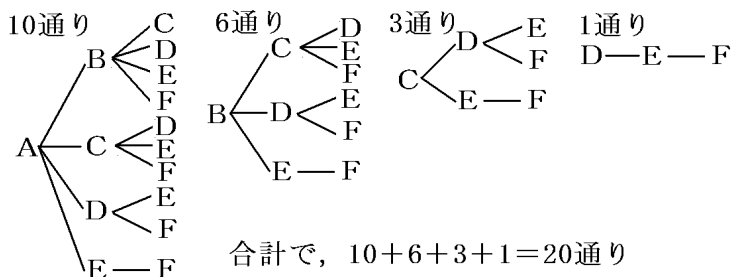 10通り 6通り 3通り 1通り
A B C D E F
C D E F
D E F
E F
B C D E F
D E F
E F
C D E F
E F
D E F
合計で，10+6+3+1=20通り